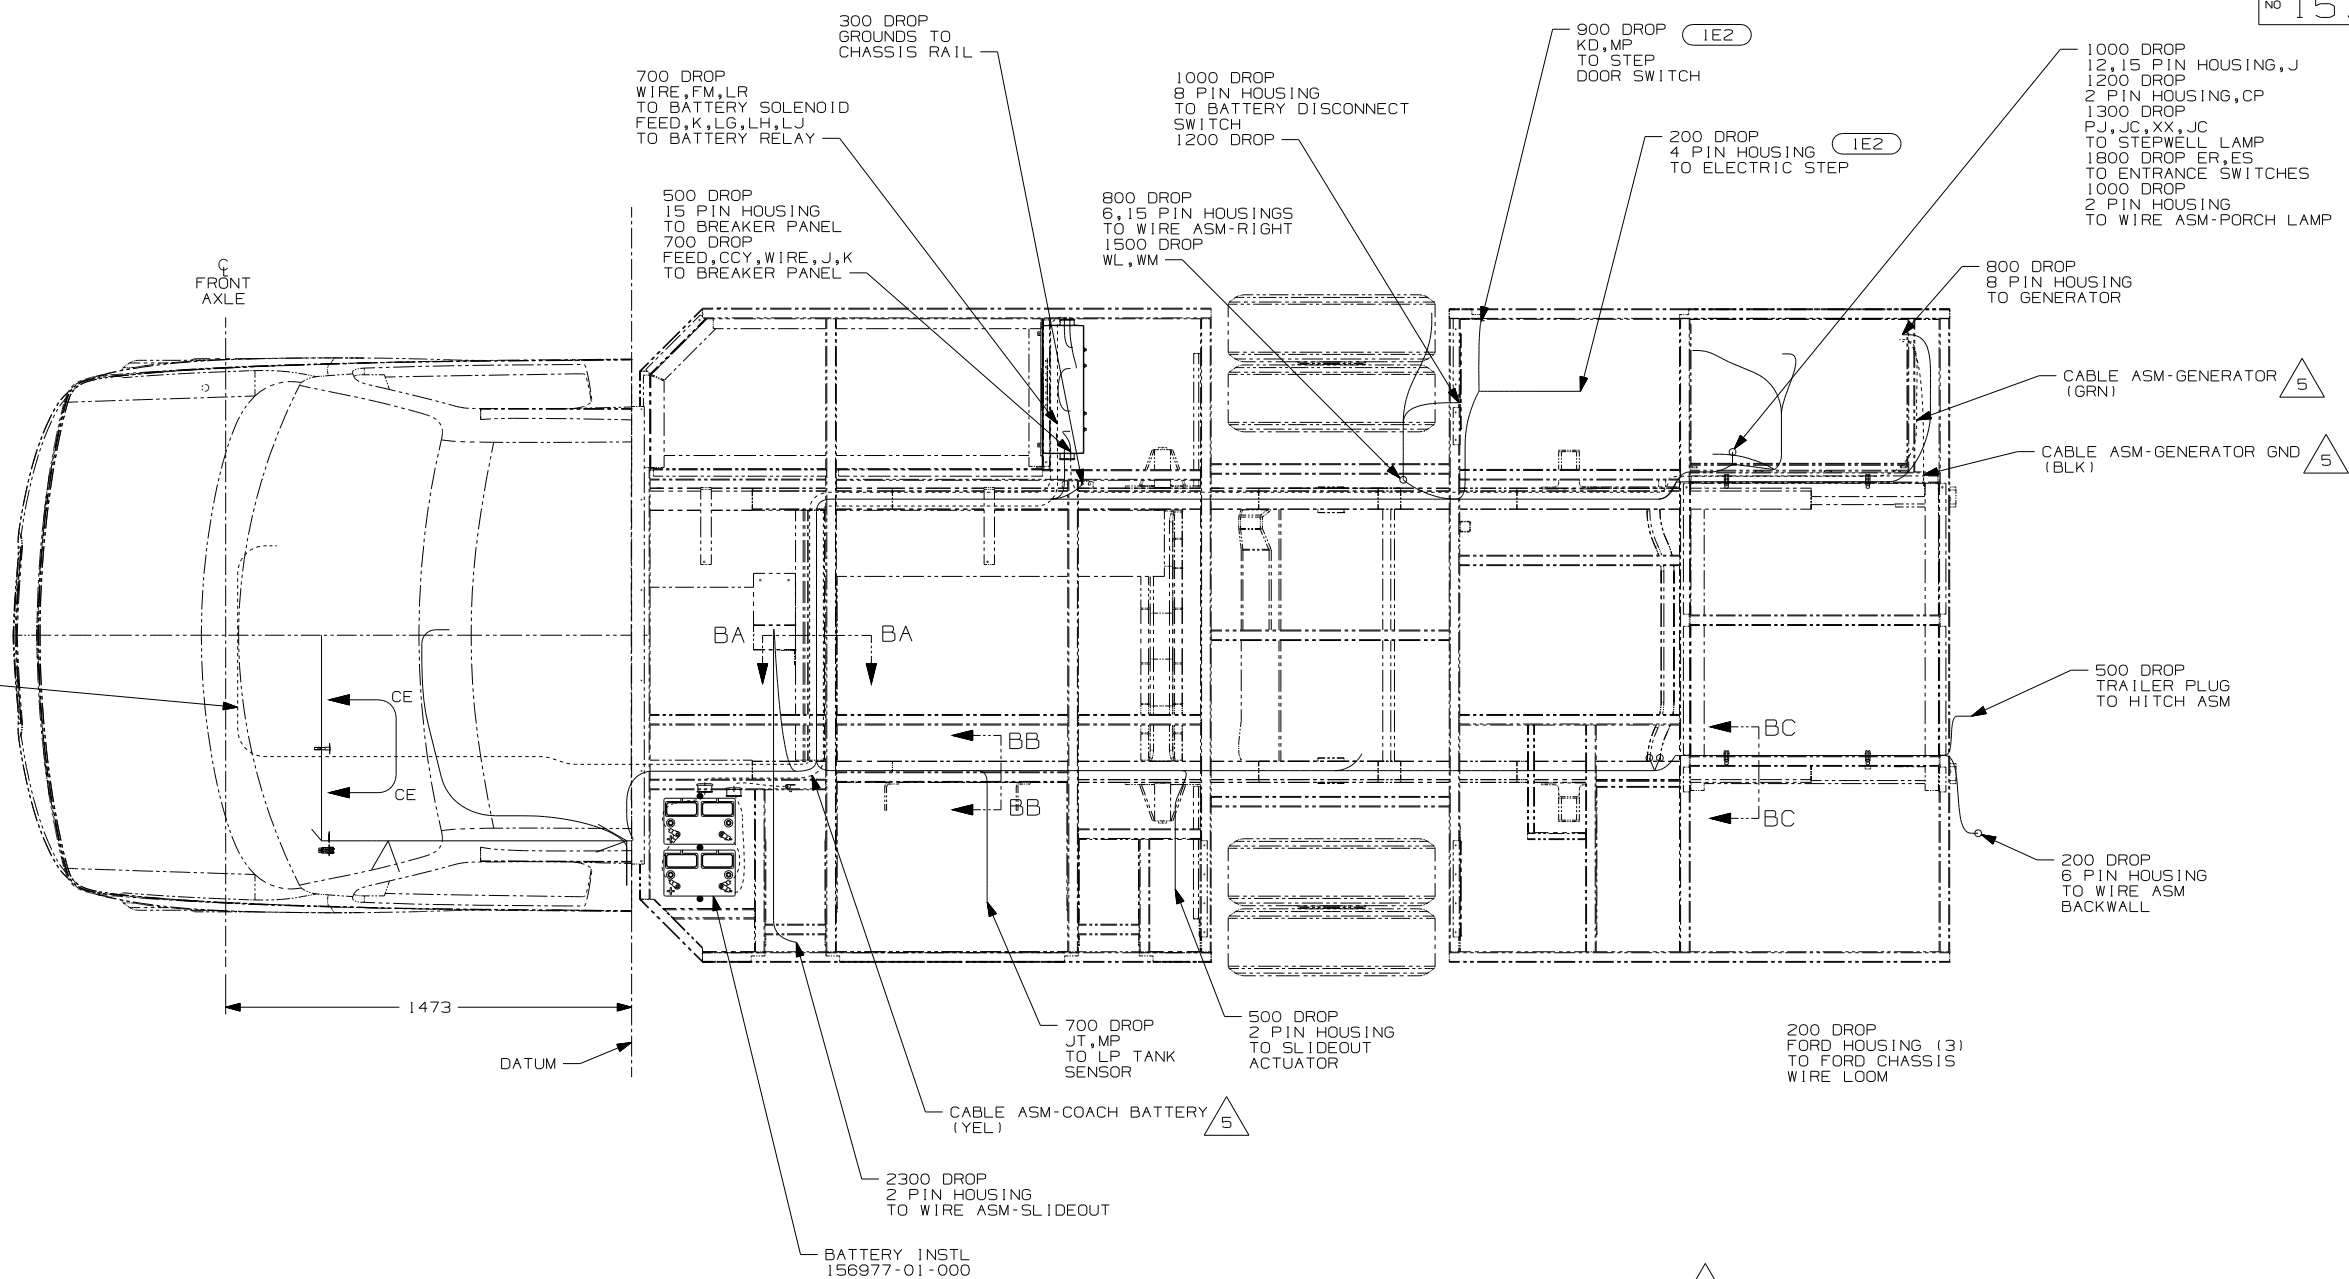 NO 15
300 DROP
GROUNDS TO
CHASSIS RAIL
700 DROP
WIRE,FM,LR
TO BATTERY SOLENOID
FEED,K,LG,LH,LJ
TO BATTERY RELAY
500 DROP
15 PIN HOUSING
TO BREAKER PANEL
700 DROP
FEED,CCY,WIRE,J,K
TO BREAKER PANEL
1000 DROP
8 PIN HOUSING
TO BATTERY DISCONNECT
SWITCH
1200 DROP
800 DROP
6,15 PIN HOUSINGS
TO WIRE ASM-RIGHT
1500 DROP
WL,WM
900 DROP 1E2
KD,MP
TO STEP
DOOR SWITCH
200 DROP
4 PIN HOUSING 1E2
TO ELECTRIC STEP
1000 DROP
12,15 PIN HOUSING,J
1200 DROP
2 PIN HOUSING,CP
1300 DROP
PJ,JC,XX,JC
TO STEPWELL LAMP
1800 DROP ER,ES
TO ENTRANCE SWITCHES
1000 DROP
2 PIN HOUSING
TO WIRE ASM-PORCH LAMP
800 DROP
8 PIN HOUSING
TO GENERATOR
CABLE ASM-GENERATOR 5
(GRN)
CABLE ASM-GENERATOR GND 5
(BLK)
℄
FRONT
AXLE
BA BA
CE
CE
BB
BB
BC
BC
500 DROP
TRAILER PLUG
TO HITCH ASM
200 DROP
6 PIN HOUSING
TO WIRE ASM
BACKWALL
1473
DATUM
700 DROP
JT,MP
TO LP TANK
SENSOR
500 DROP
2 PIN HOUSING
TO SLIDEOUT
ACTUATOR
200 DROP
FORD HOUSING (3)
TO FORD CHASSIS
WIRE LOOM
CABLE ASM-COACH BATTERY 5
(YEL)
2300 DROP
2 PIN HOUSING
TO WIRE ASM-SLIDEOUT
BATTERY INSTL
156977-01-000